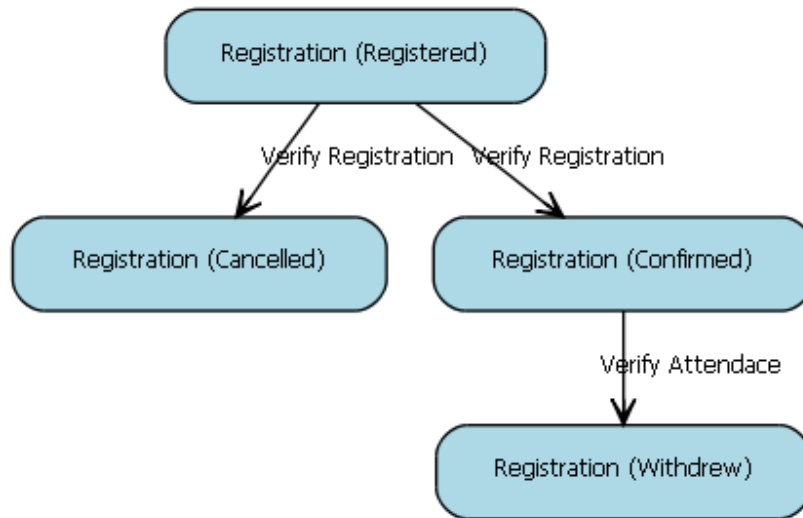 Registration (Registered)
Verify Registration
Verify Registration
Registration (Cancelled)
Registration (Confirmed)
Verify Attendace
Registration (Withdrew)